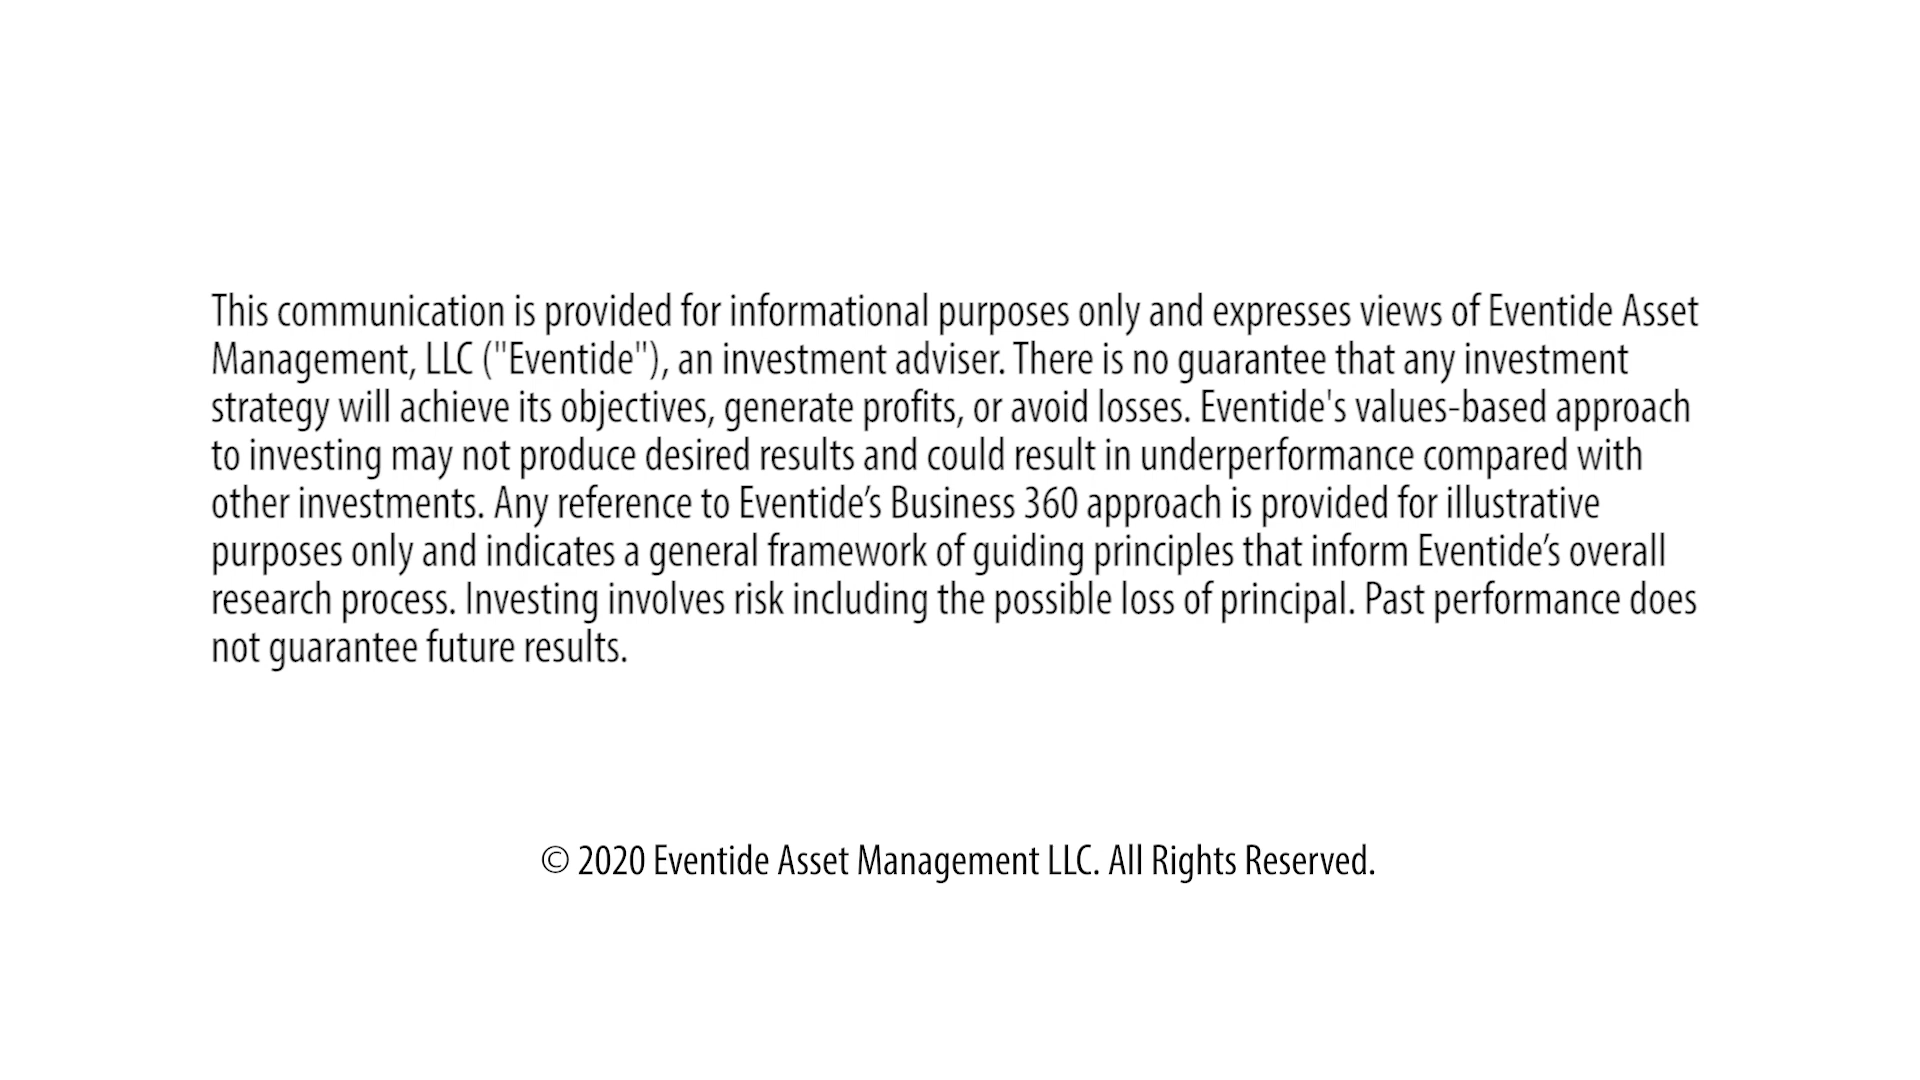 This communication is provided for informational purposes only and expresses views of Eventide Asset
Management, LLC ("Eventide"), an investment adviser. There is no guarantee that any investment
strategy will achieve its objectives, generate profits, or avoid losses. Eventide's values-based approach
to investing may not produce desired results and could result in underperformance compared with
other investments. Any reference to Eventide’s Business 360 approach is provided for illustrative
purposes only and indicates a general framework of guiding principles that inform Eventide’s overall
research process. Investing involves risk including the possible loss of principal. Past performance does
not guarantee future results.
© 2020 Eventide Asset Management LLC. All Rights Reserved.